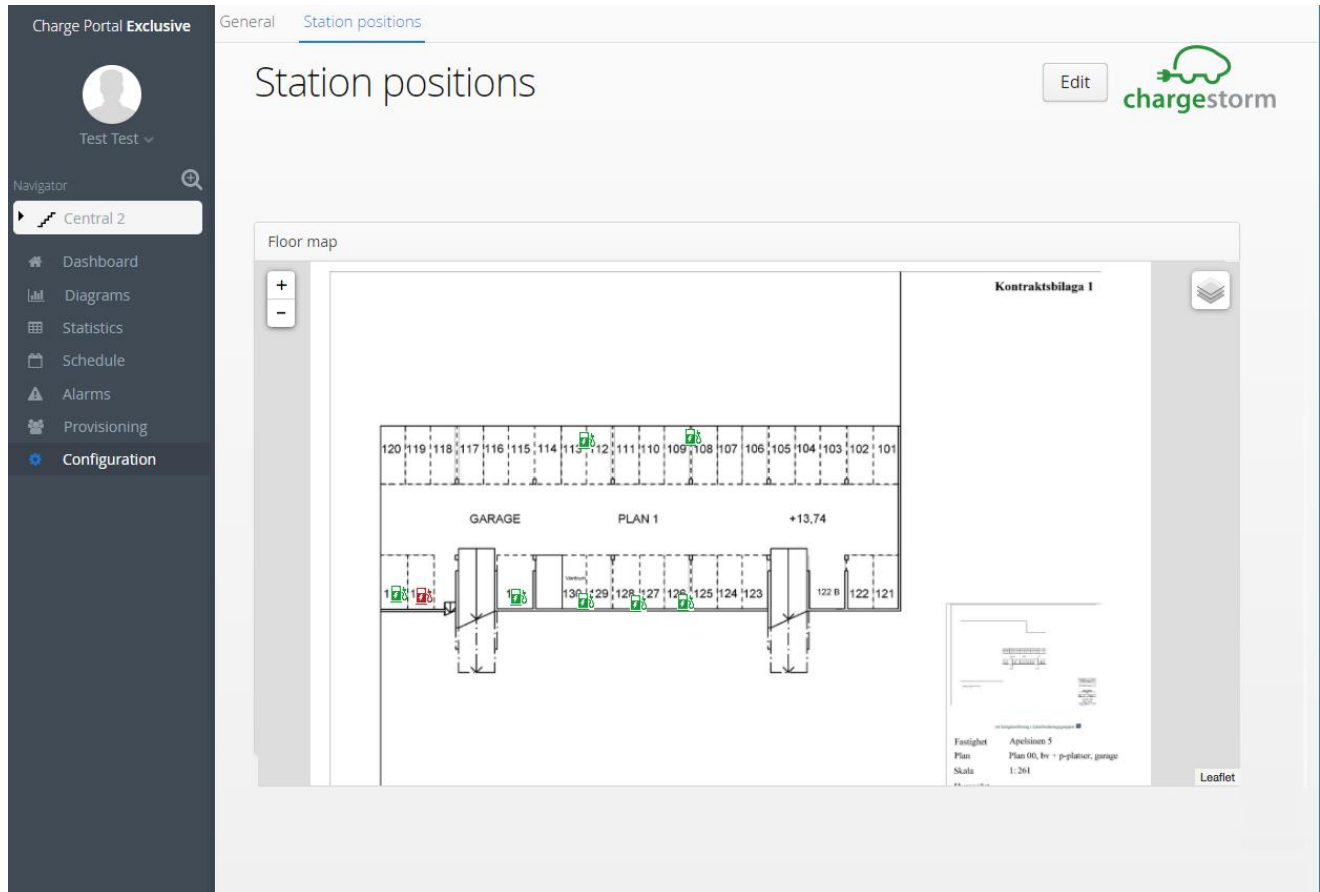 Charge Portal Exclusive
General
Station positions
Test Test
Station positions
Edit
chargestorm
Navigator
Central 2
Dashboard
Diagrams
Statistics
Schedule
Alarms
Provisioning
Configuration
Floor map
+
-
Kontraktsbilaga 1
120 119 118 117 116 115 114 113 112 111 110 109 108 107 106 105 104 103 102 101
GARAGE PLAN 1 +13,74
130 129 128 127 126 125 124 123 122 B 122 121
Fastighet Apelsinen 5
Plan Plan 00, bv + p-platser, garage
Skala 1:261
Leaflet